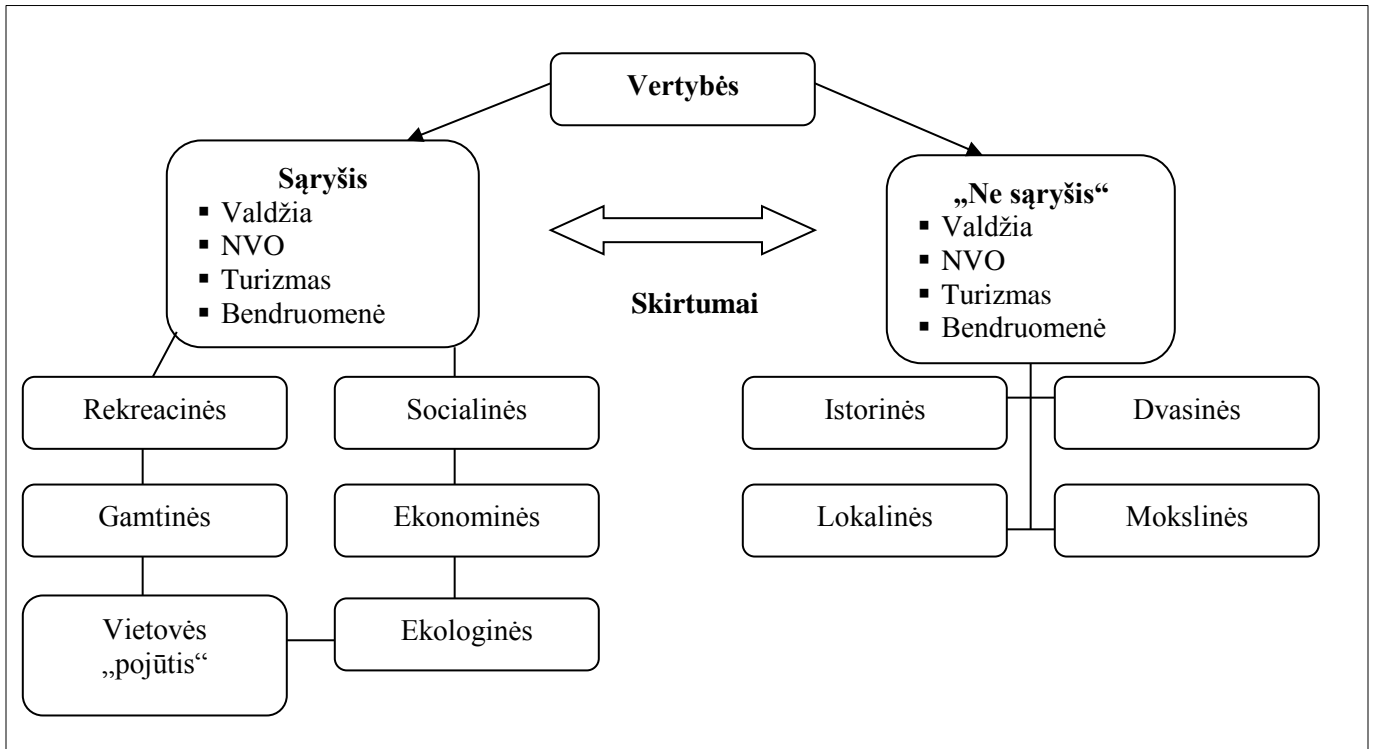 Vertybės
Sąryšis
▪ Valdžia
▪ NVO
▪ Turizmas
▪ Bendruomenė
Skirtumai
„Ne sąryšis“
▪ Valdžia
▪ NVO
▪ Turizmas
▪ Bendruomenė
Rekreacinės
Socialinės
Istorinės
Dvasinės
Gamtinės
Ekonominės
Lokalinės
Mokslinės
Vietovės
„pojūtis“
Ekologinės